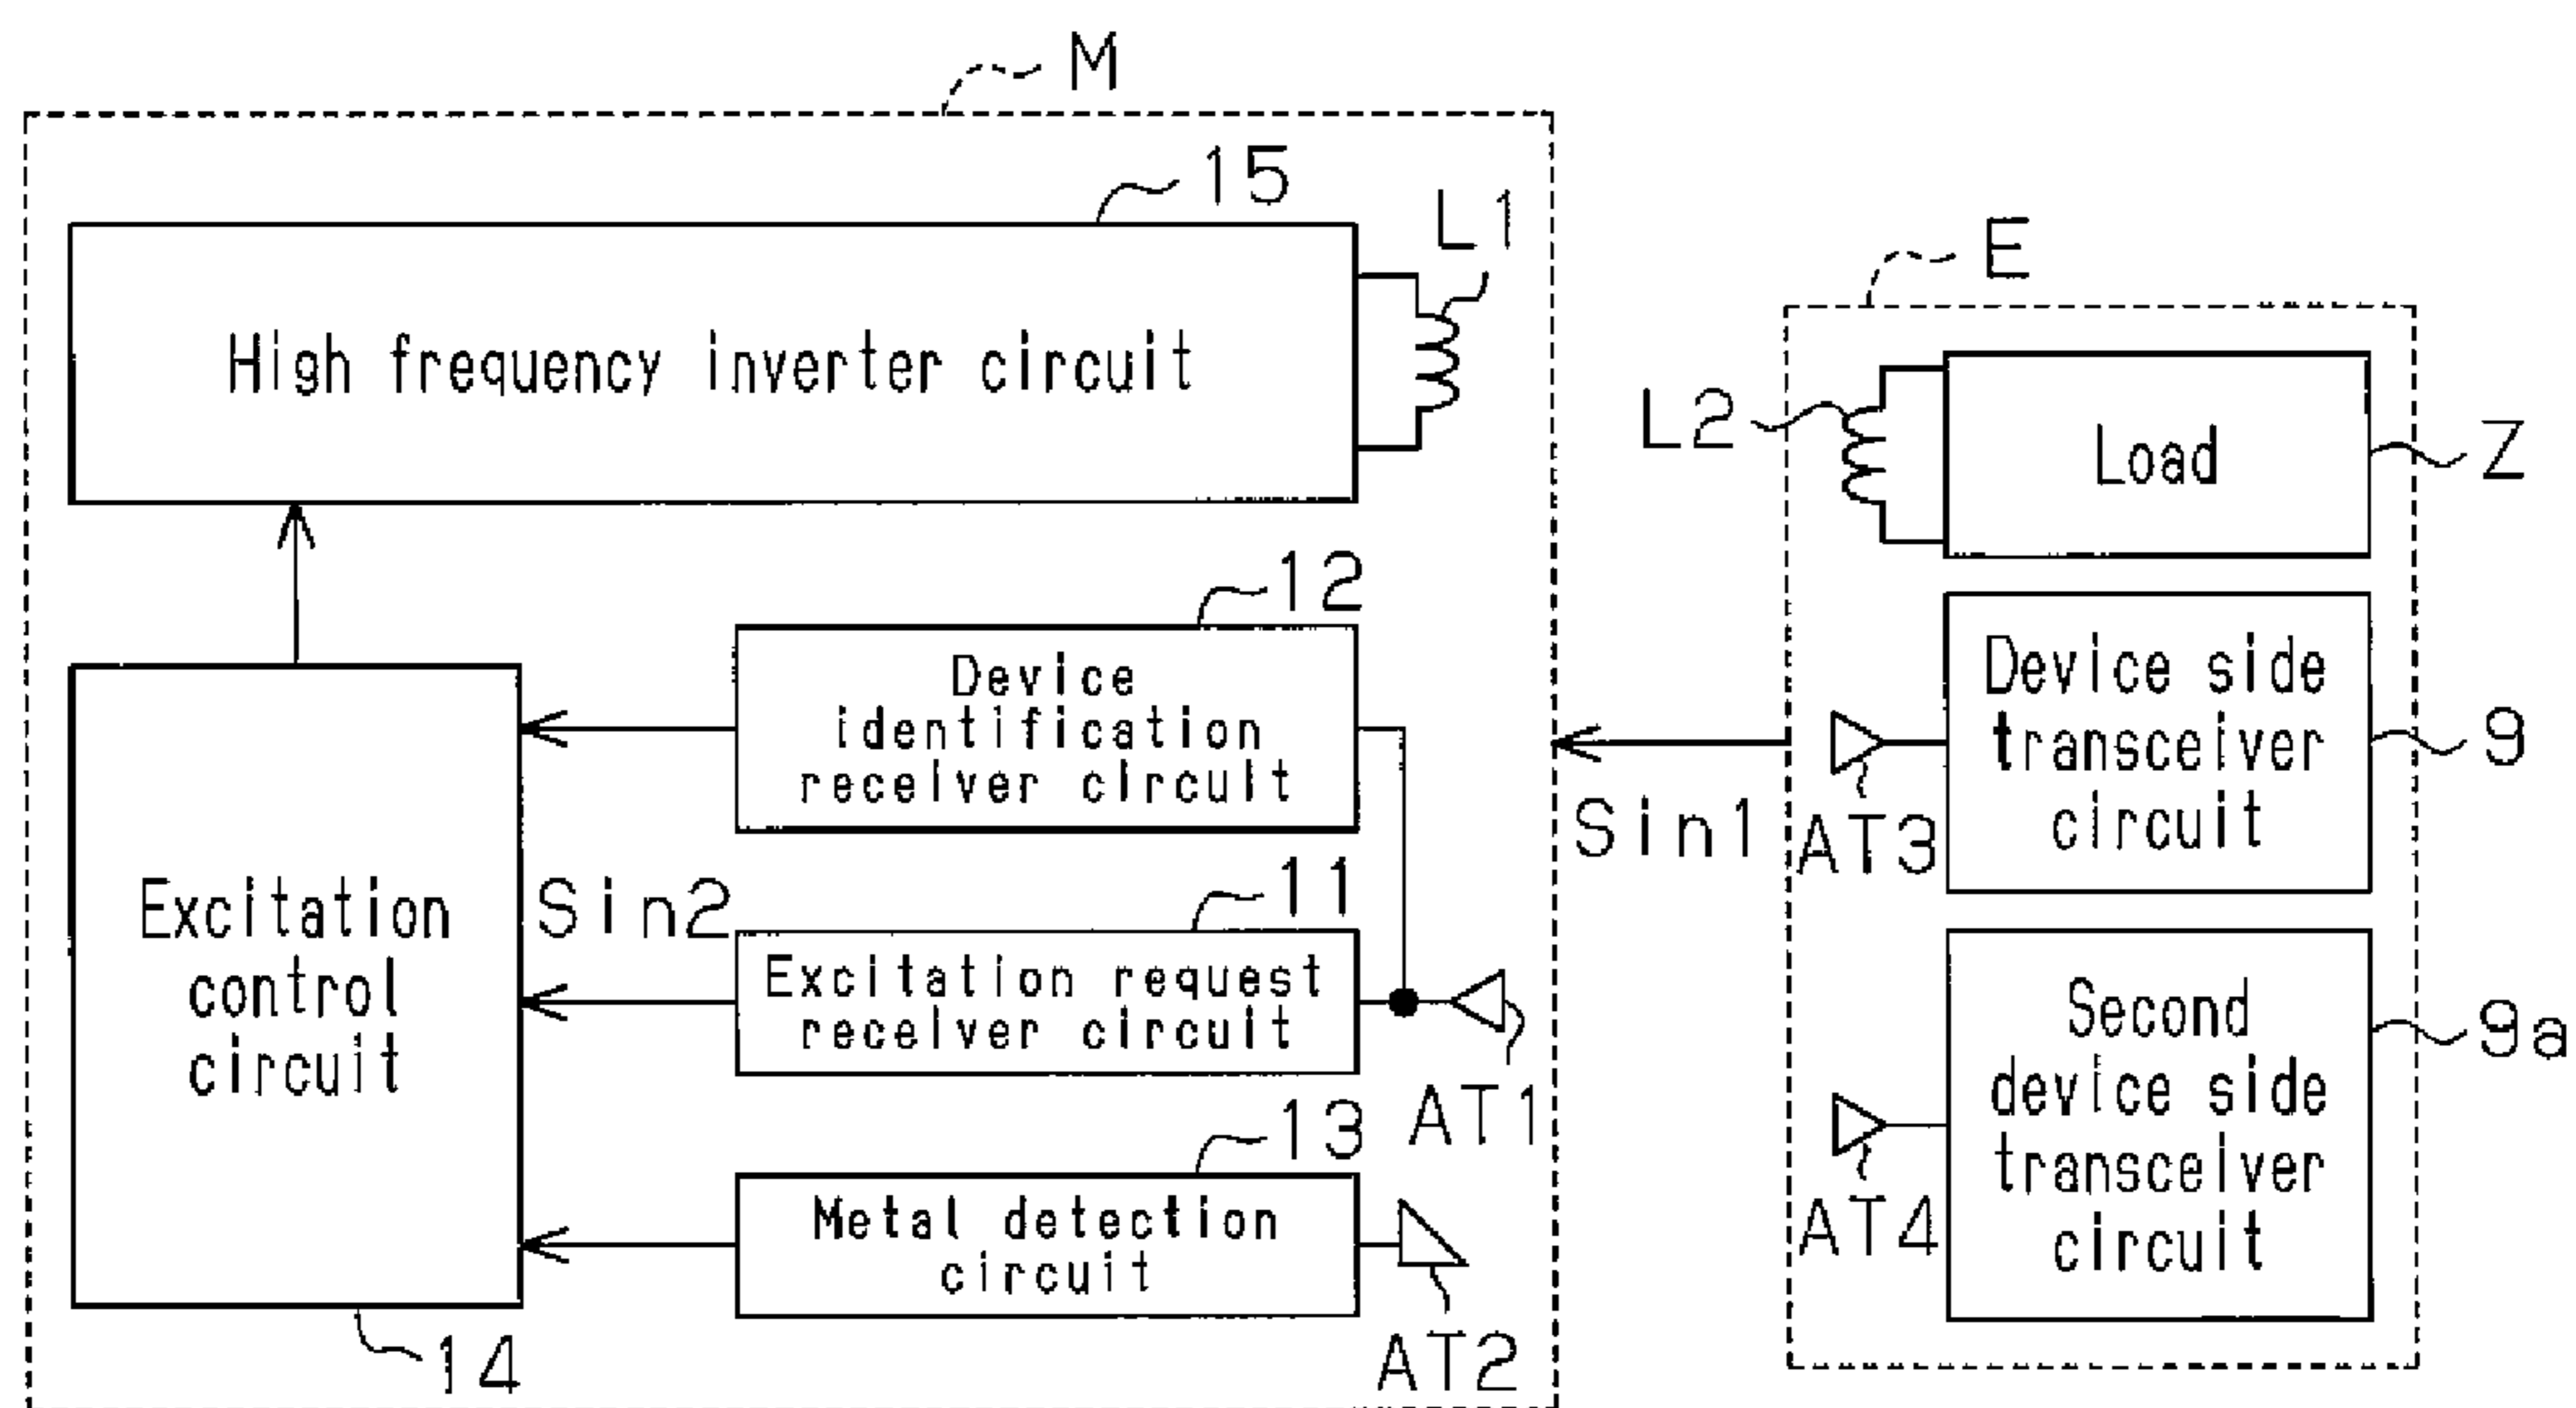 M
15
L1
High frequency inverter circuit
E
L2
Load
Z
12
Device
identification
receiver circuit
Device side
transceiver
circuit
9
Sin1
AT3
Excitation
control
circuit
Sin2
11
Excitation request
receiver circuit
AT1
Second
device side
transceiver
circuit
9a
AT4
13
Metal detection
circuit
AT2
14